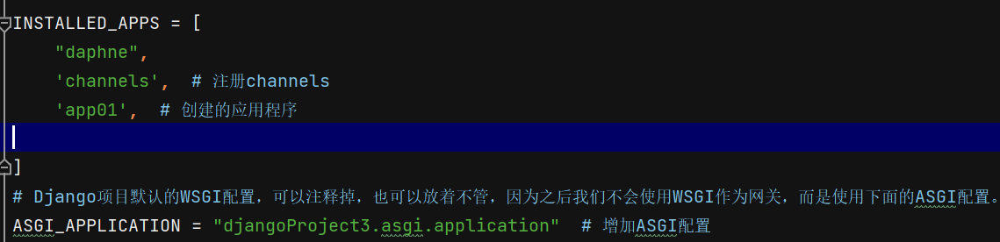 INSTALLED_APPS = [
    "daphne",
    'channels',  # 注册channels
    'app01',  # 创建的应用程序
]
# Django项目默认的WSGI配置，可以注释掉，也可以放着不管，因为之后我们不会使用WSGI作为网关，而是使用下面的ASGI配置。
ASGI_APPLICATION = "djangoProject3.asgi.application"  # 增加ASGI配置